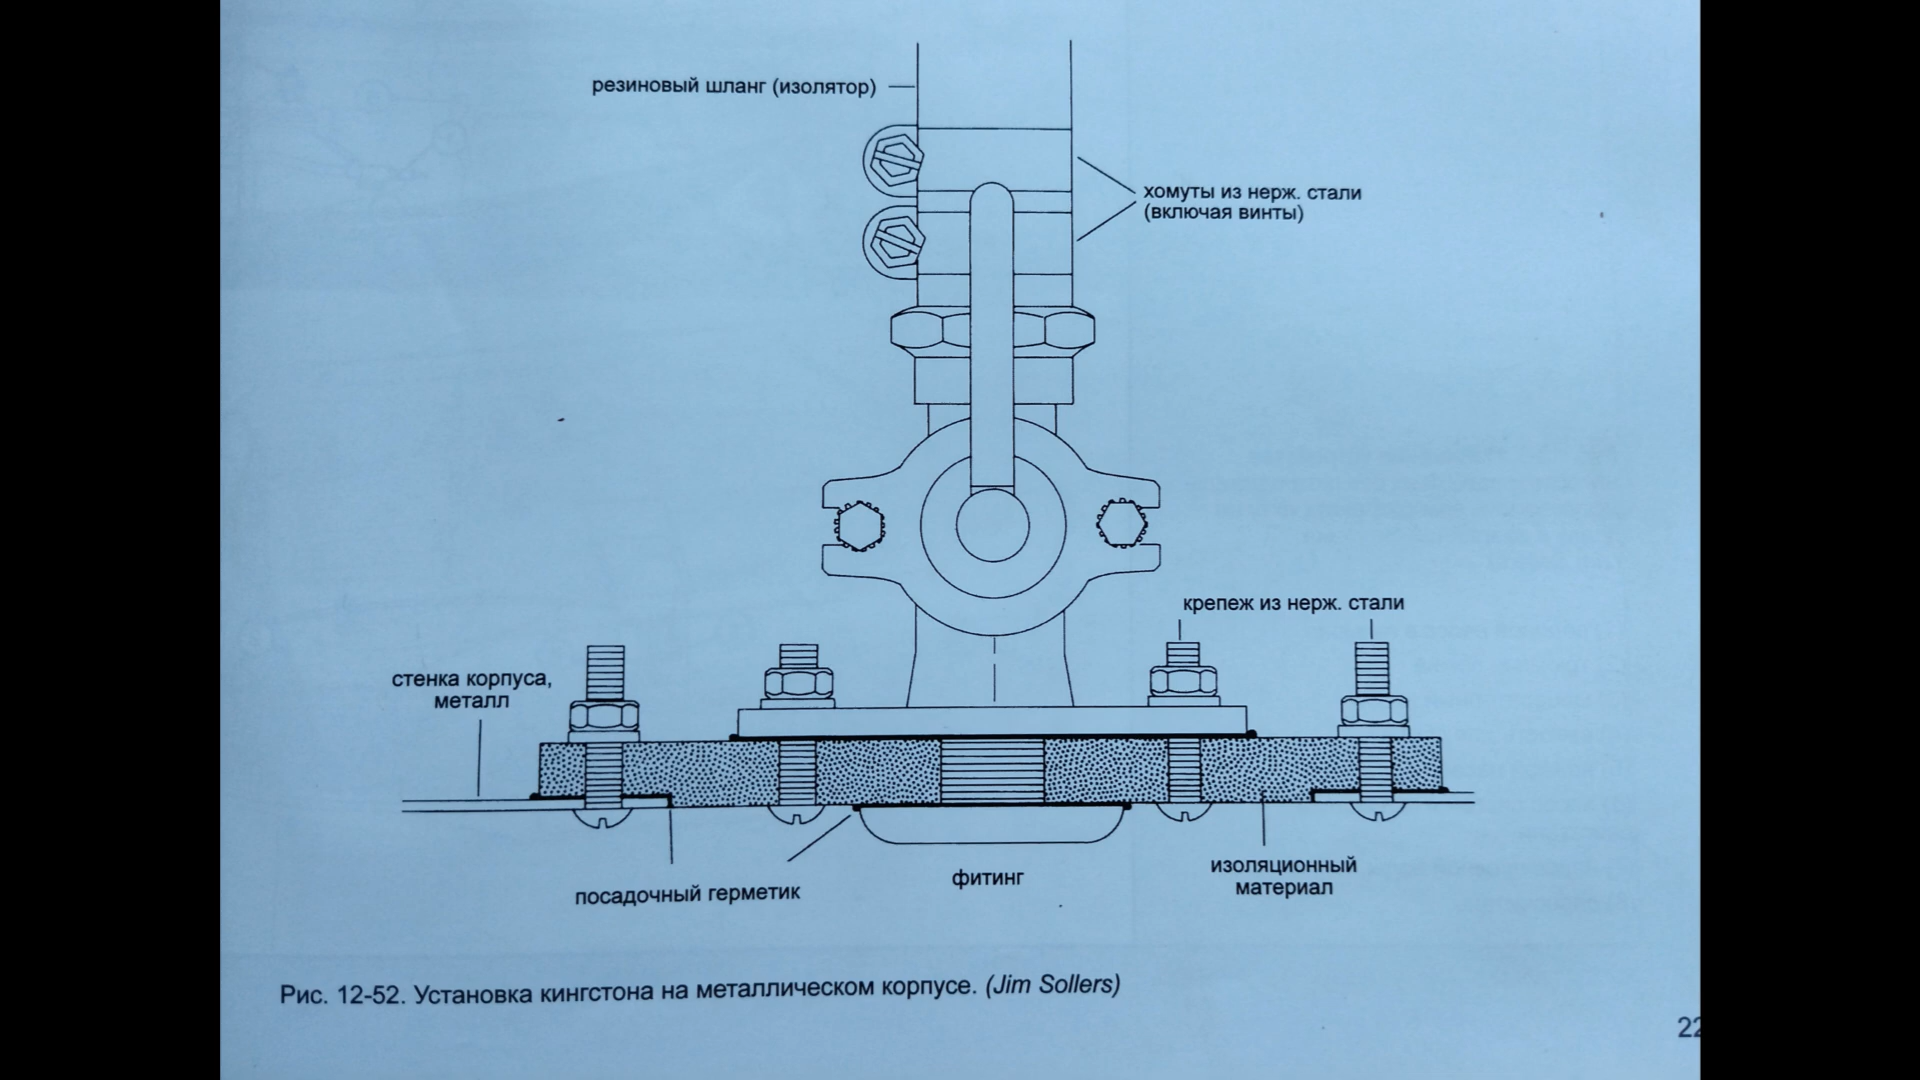 резиновый шланг (изолятор)
хомуты из нерж. стали
(включая винты)
крепеж из нерж. стали
стенка корпуса,
металл
посадочный герметик
фитинг
изоляционный
материал
Рис. 12-52. Установка кингстона на металлическом корпусе. (Jim Sollers)
22